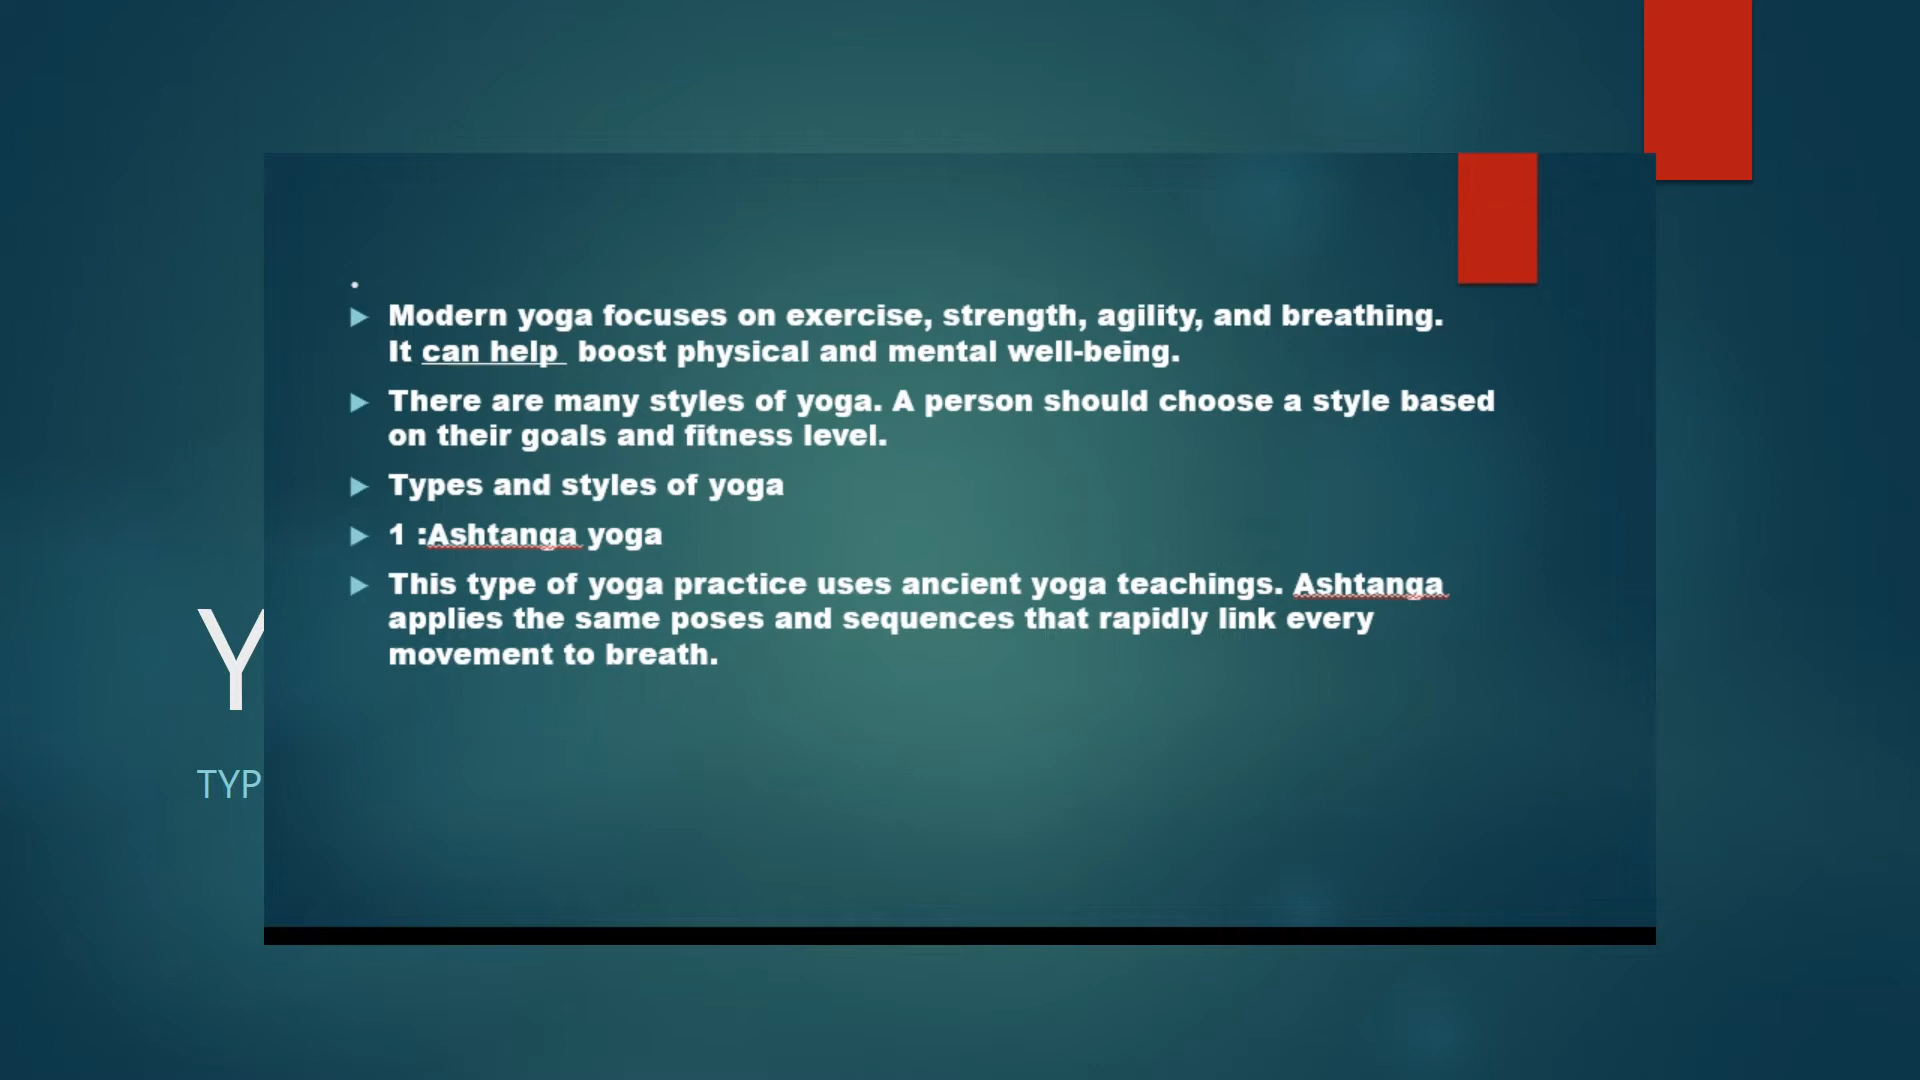 Modern yoga focuses on exercise, strength, agility, and breathing.
It can help boost physical and mental well-being.
There are many styles of yoga. A person should choose a style based
on their goals and fitness level.
Types and styles of yoga
1 :Ashtanga yoga
This type of yoga practice uses ancient yoga teachings. Ashtanga
applies the same poses and sequences that rapidly link every
movement to breath.
Y
TYP